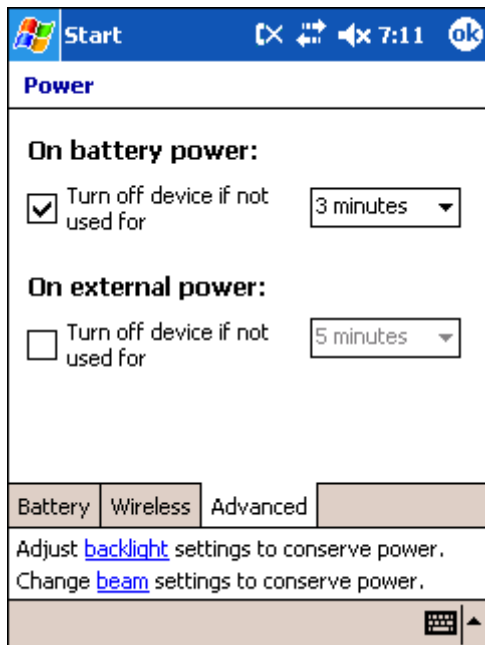 Start 7:11 ok
Power
On battery power:
Turn off device if not 3 minutes
used for
On external power:
Turn off device if not 5 minutes
used for
Battery Wireless Advanced
Adjust backlight settings to conserve power.
Change beam settings to conserve power.